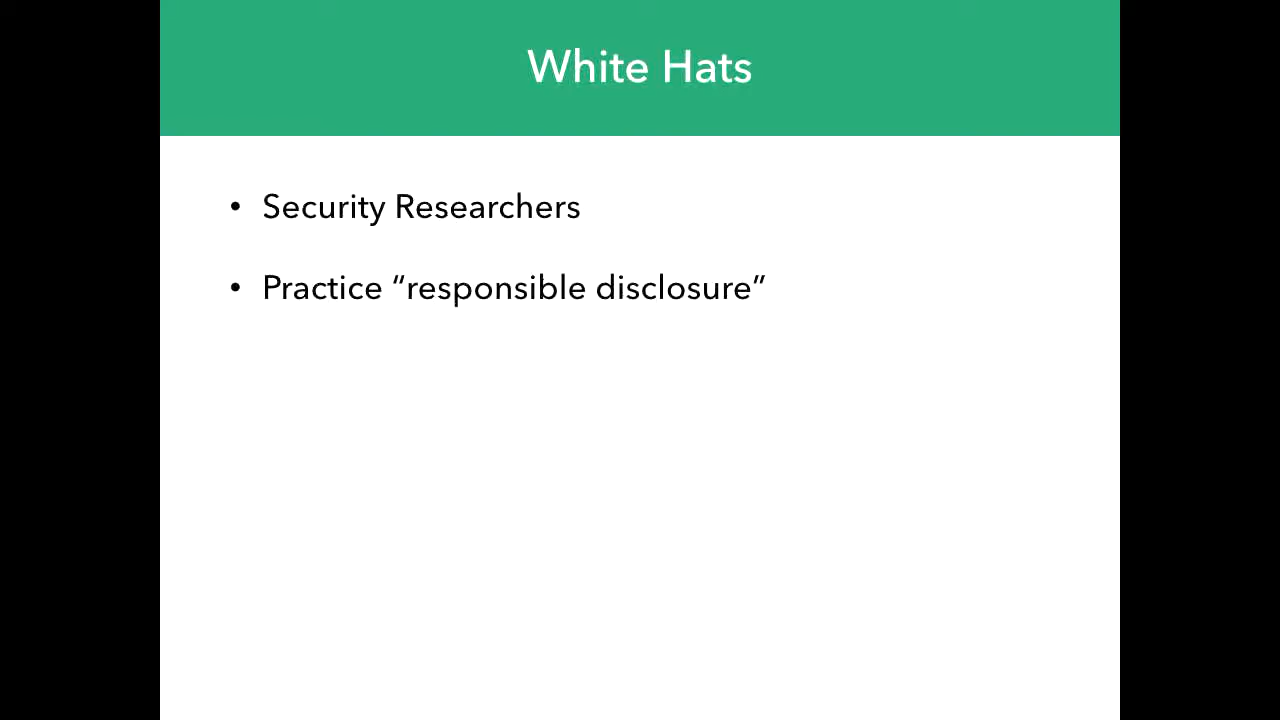 White Hats
• Security Researchers
• Practice “responsible disclosure”